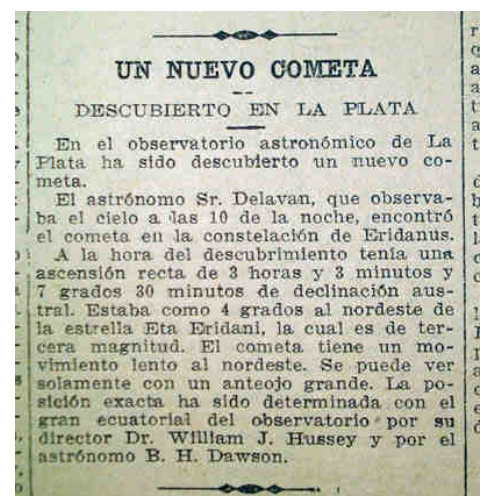 UN NUEVO COMETA
DESCUBIERTO EN LA PLATA
En el observatorio astronómico de La
Plata ha sido descubierto un nuevo co-
meta.
El astrónomo Sr. Delavan, que observa-
ba el cielo a las 10 de la noche, encontró
el cometa en la constelación de Eridanus.
A la hora del descubrimiento tenía una
ascensión recta de 3 horas y 3 minutos y
7 grados 30 minutos de declinación aus-
tral. Estaba como 4 grados al nordeste de
la estrella Eta Eridani, la cual es de ter-
cera magnitud. El cometa tiene un mo-
vimiento lento al nordeste. Se puede ver
solamente con un anteojo grande. La po-
sición exacta ha sido determinada con el
gran ecuatorial del observatorio por su
director Dr. William J. Hussey y por el
astrónomo B. H. Dawson.